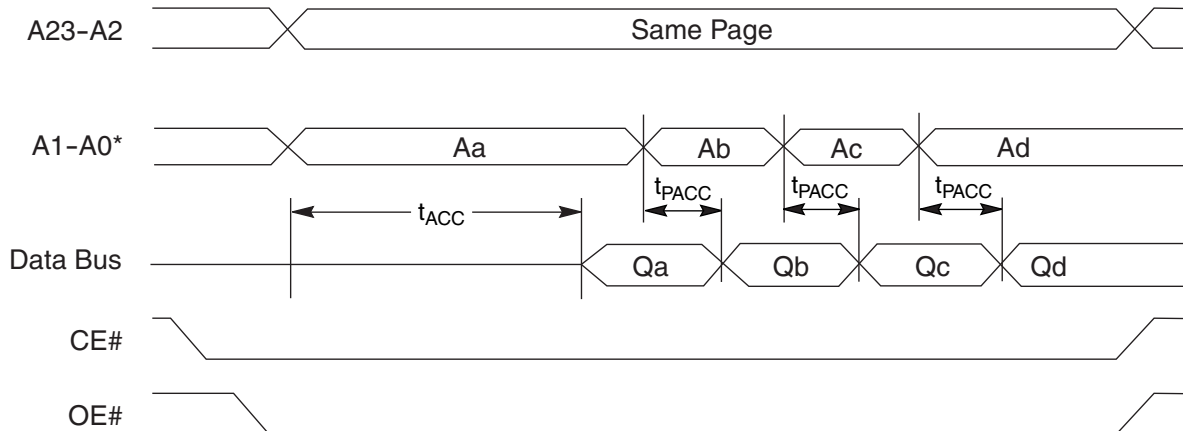 A23-A2
Same Page
A1-A0*
Aa
Ab
Ac
Ad
tACC
tPACC
tPACC
tPACC
Data Bus
Qa
Qb
Qc
Qd
CE#
OE#